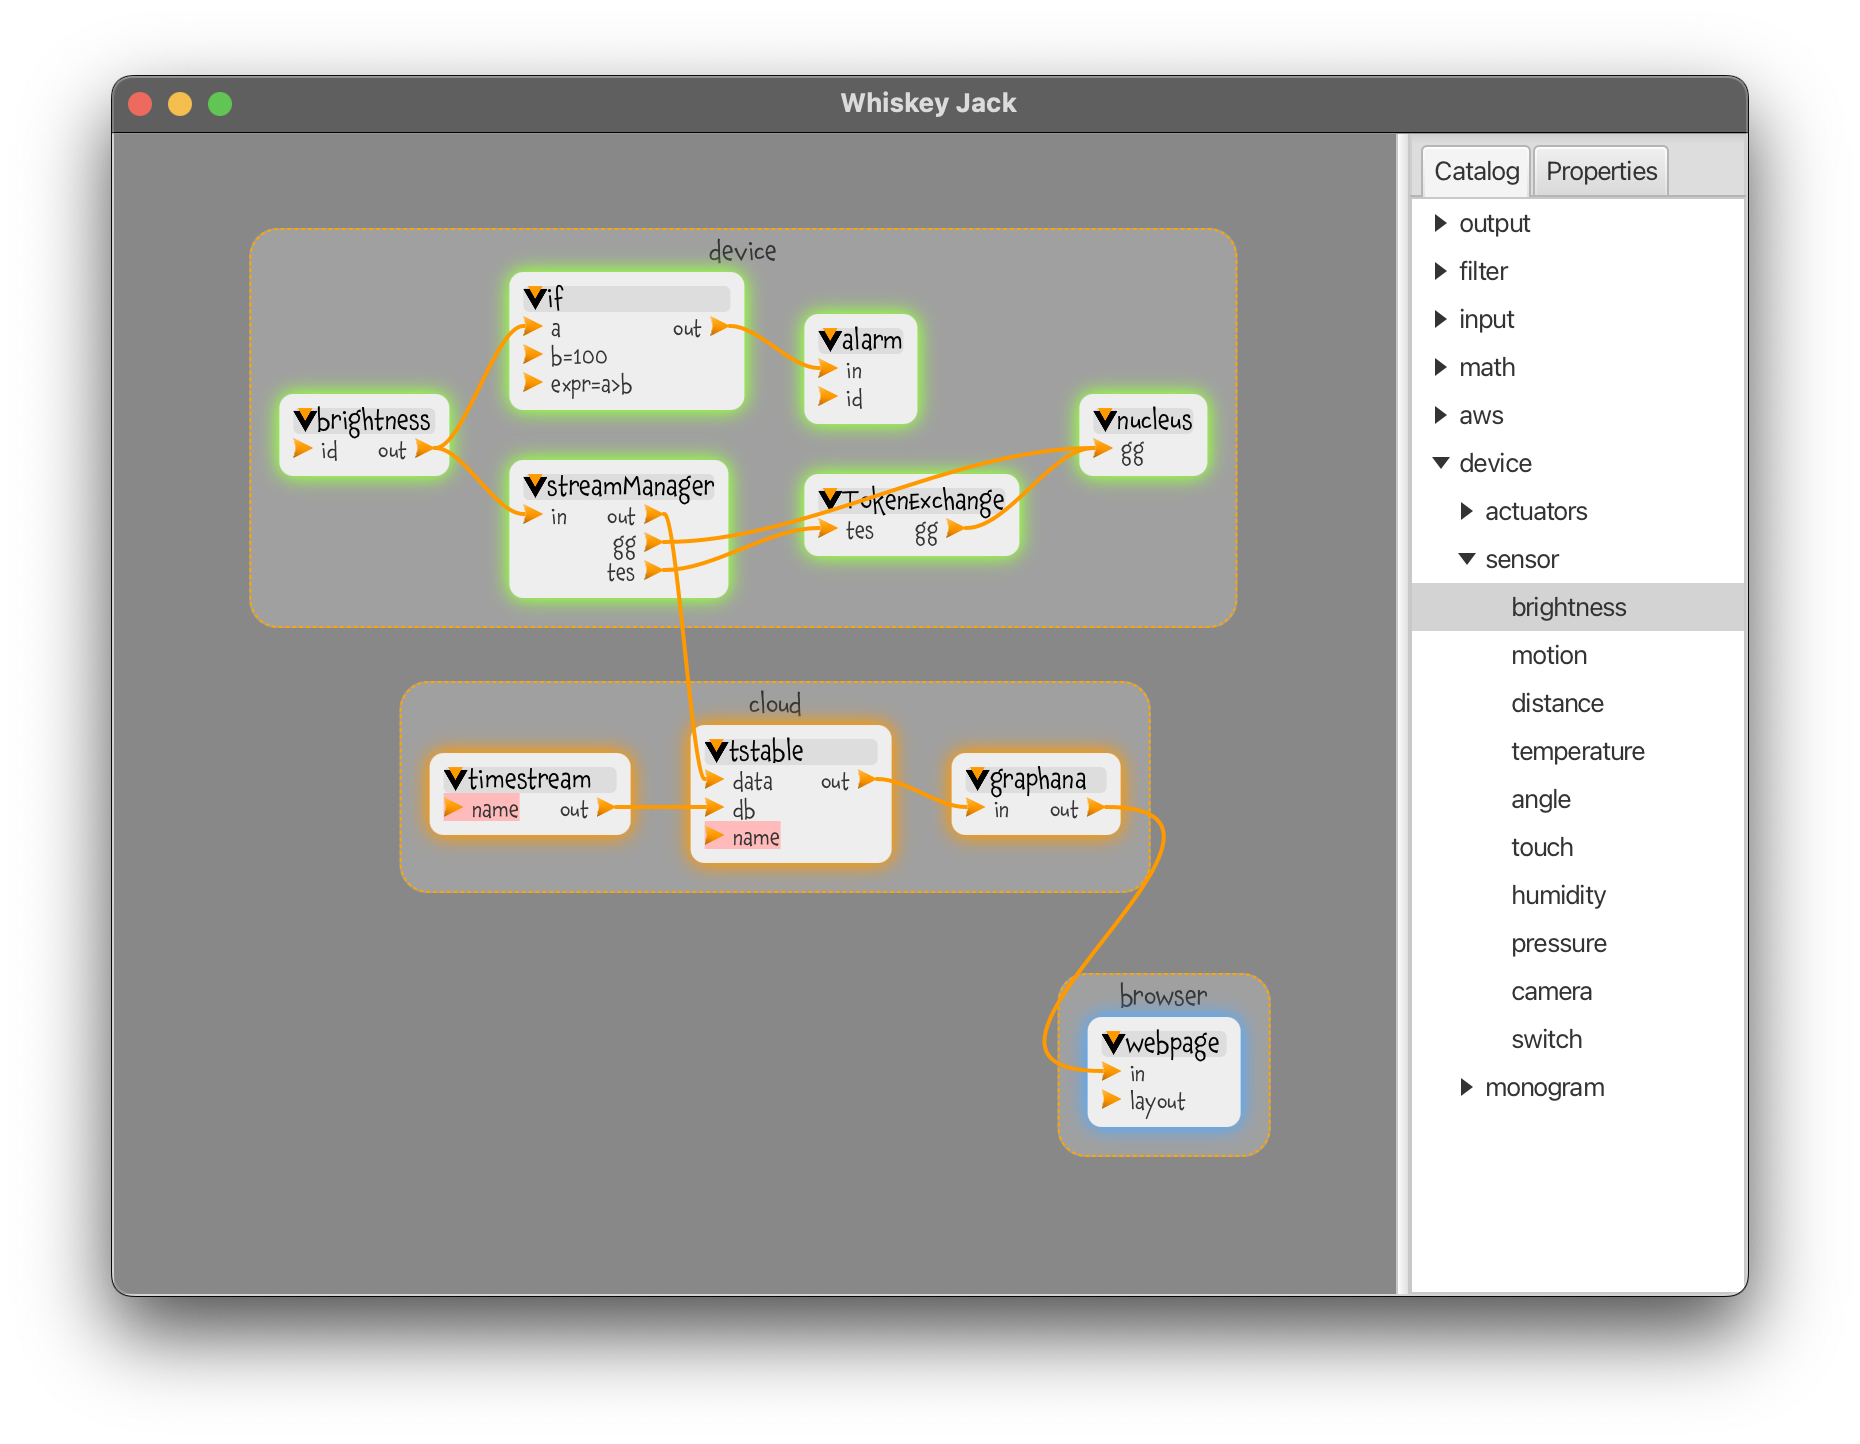 Whiskey Jack
device
if
a out
b=100
expr=a>b
alarm
in
id
brightness
id out
nucleus
gg
streamManager
in out
gg
tes
TokenExchange
tes gg
cloud
timestream
name out
tstable
data out
db
name
graphana
in out
browser
webpage
in
layout
Catalog Properties
output
filter
input
math
aws
device
actuators
sensor
brightness
motion
distance
temperature
angle
touch
humidity
pressure
camera
switch
monogram